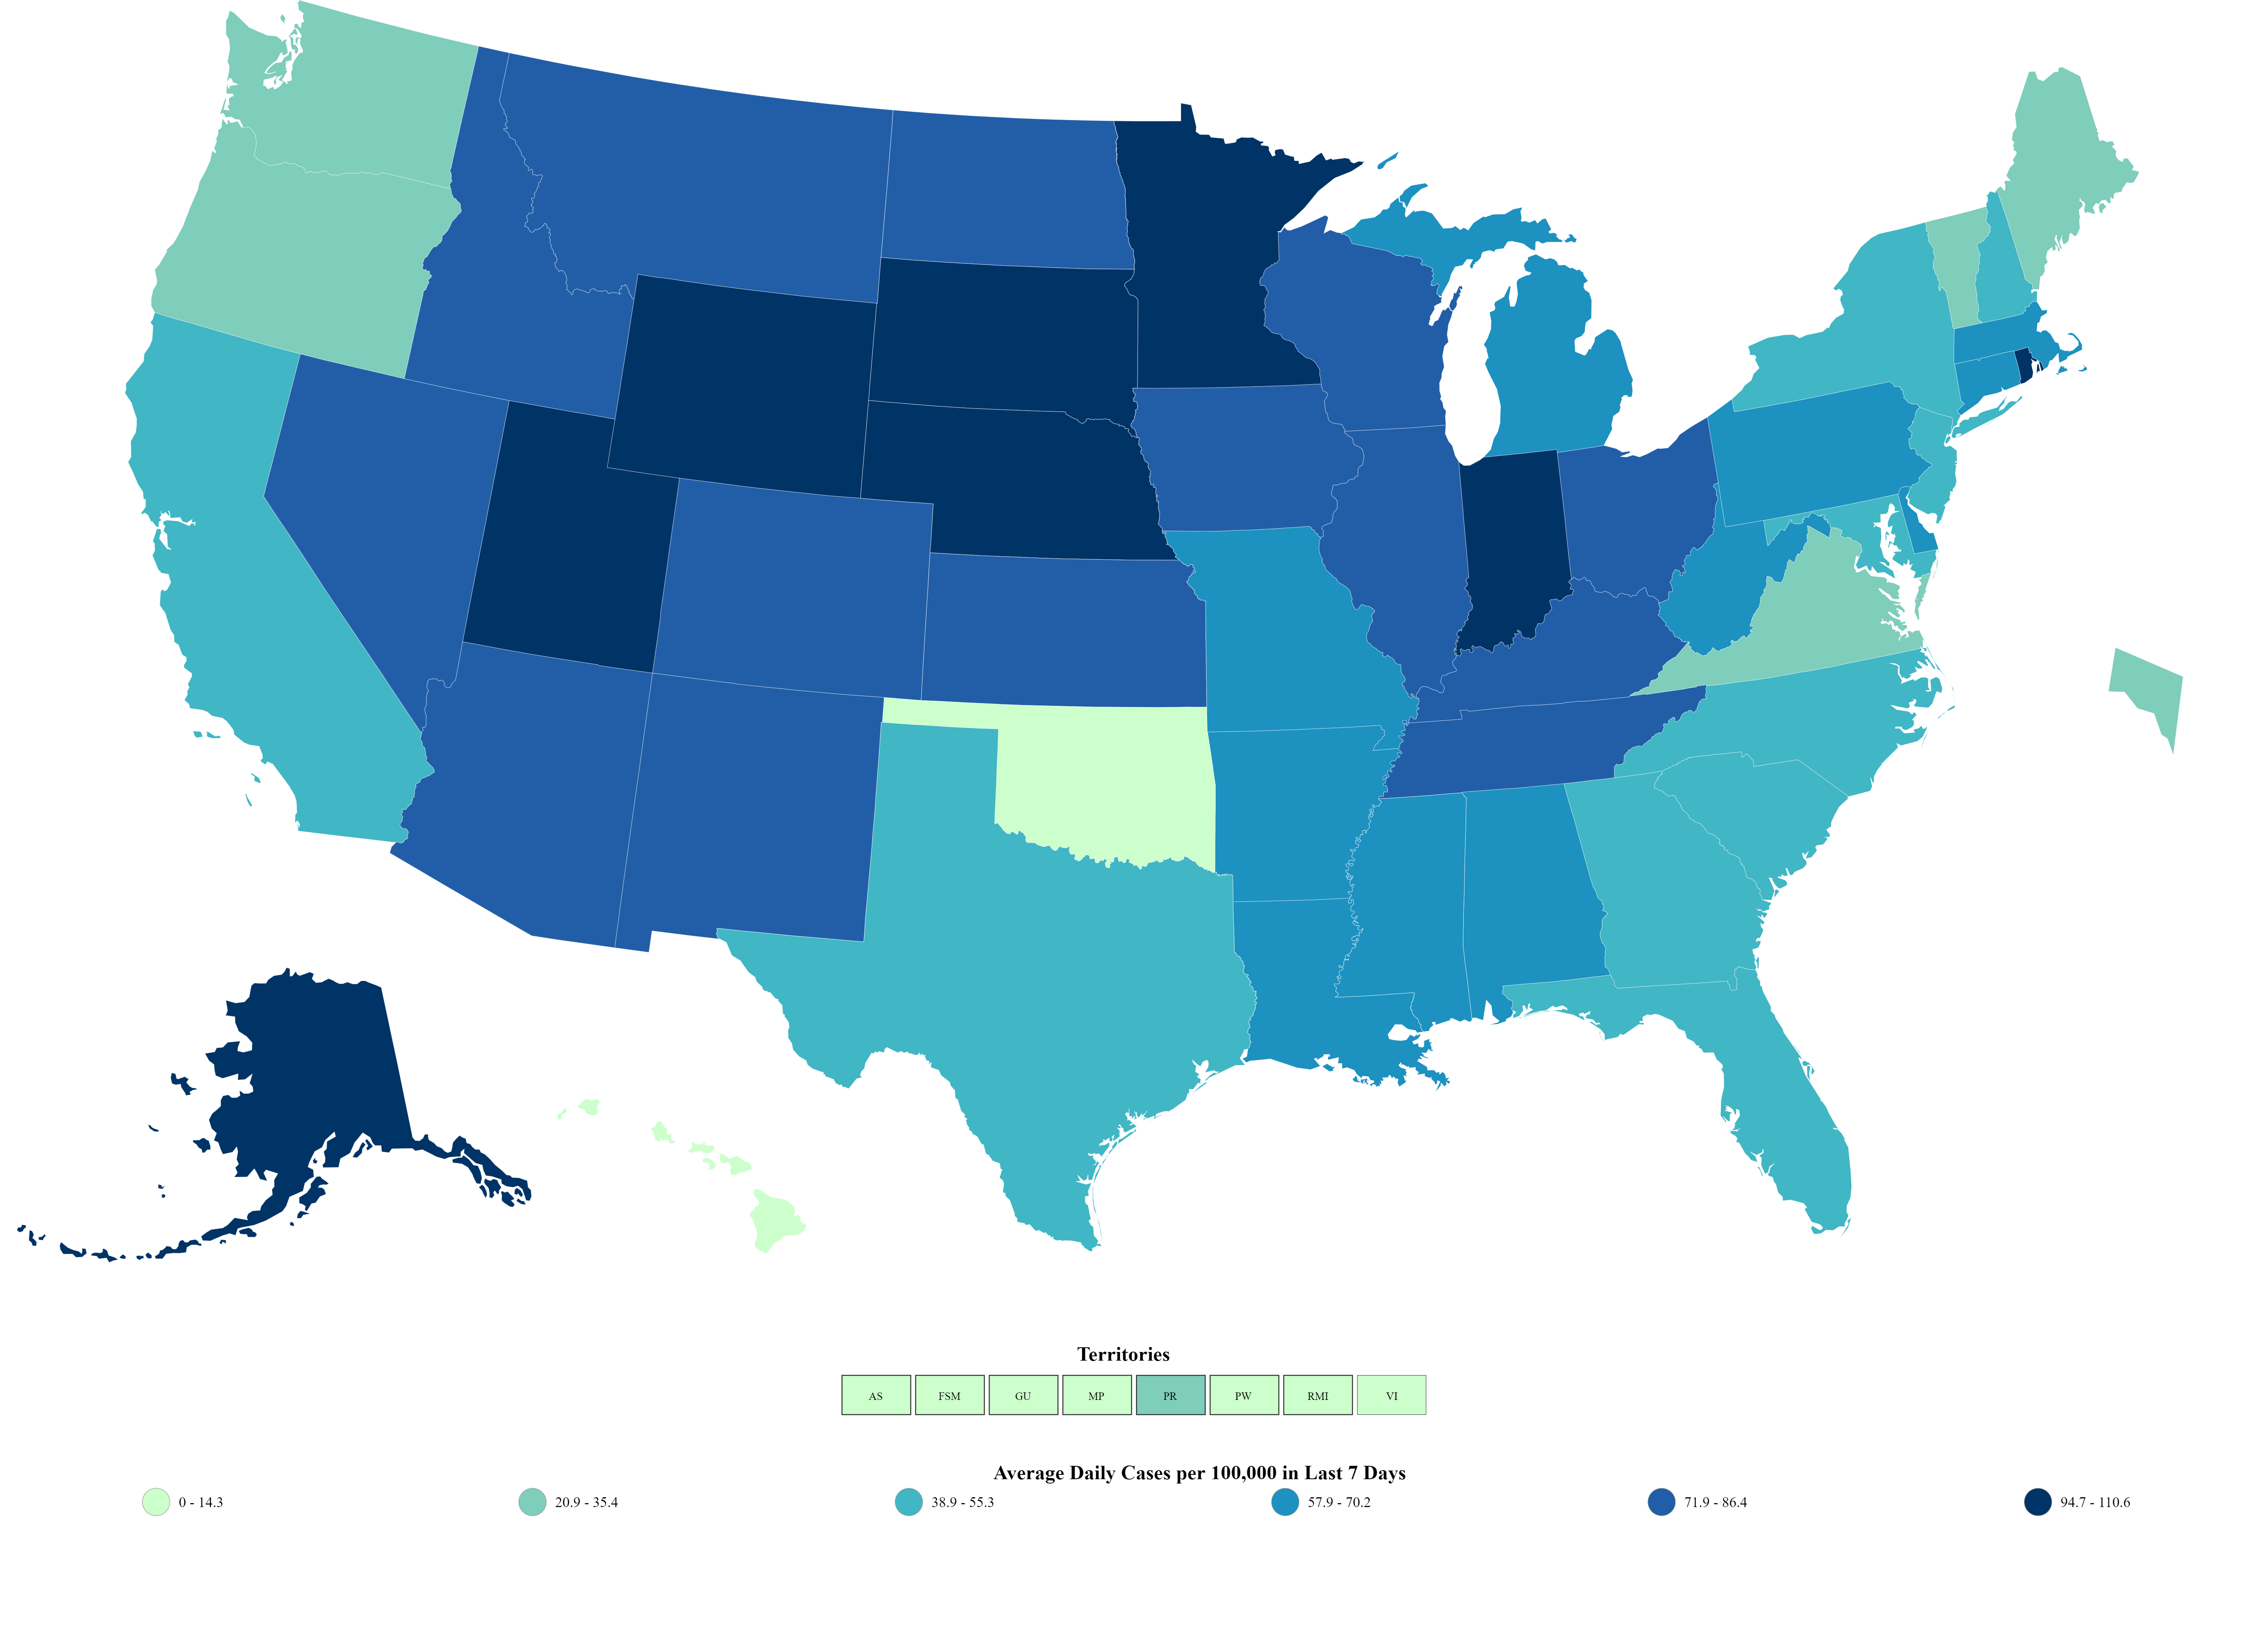 Territories
AS FSM GU MP PR PW RMI VI
Average Daily Cases per 100,000 in Last 7 Days
0 - 14.3 20.9 - 35.4 38.9 - 55.3 57.9 - 70.2 71.9 - 86.4 94.7 - 110.6